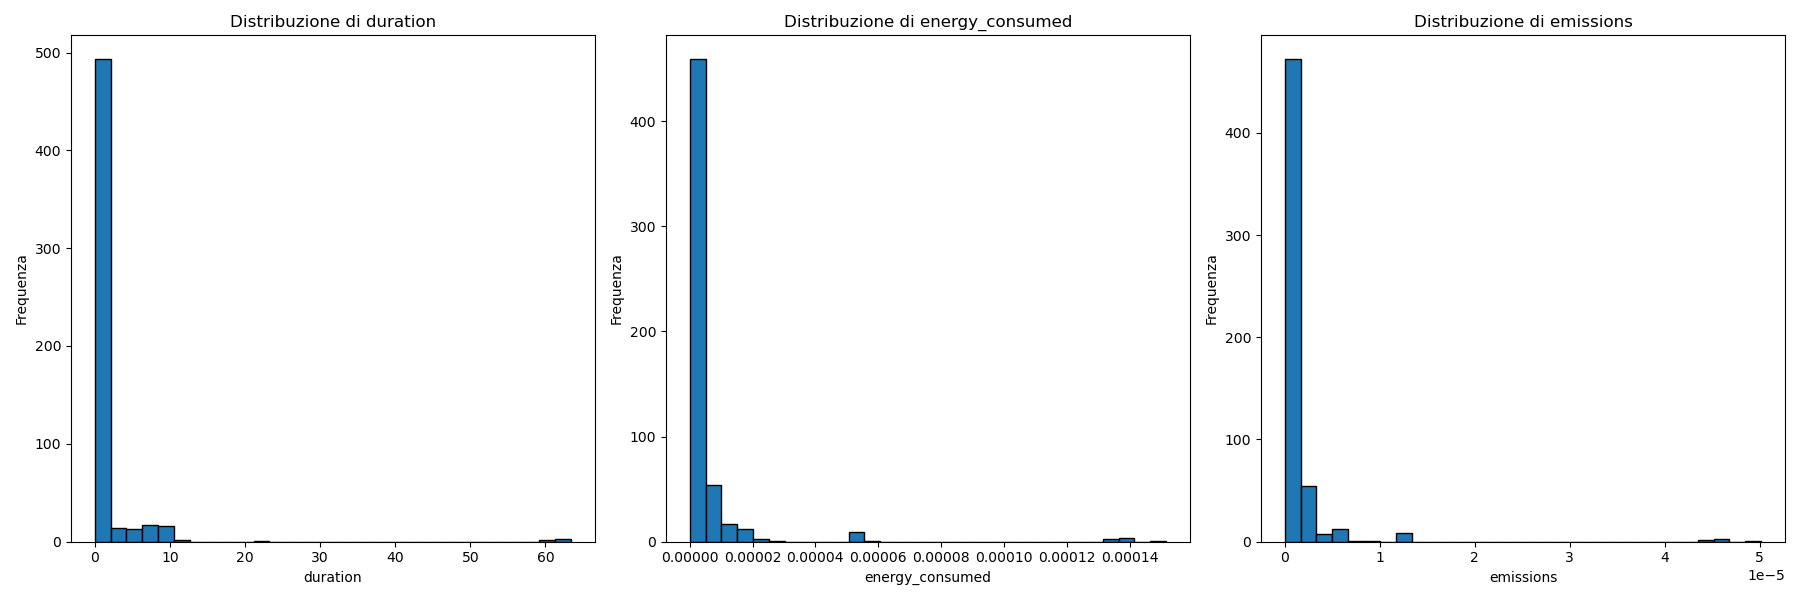 Distribuzione di duration
Frequenza
500
400
300
200
100
0
0 10 20 30 40 50 60
duration
Distribuzione di energy_consumed
Frequenza
400
300
200
100
0
0.000000 0.00002 0.00004 0.00006 0.00008 0.00010 0.00012 0.00014
energy_consumed
Distribuzione di emissions
Frequenza
400
300
200
100
0
0 1 2 3 4 5
1e−5
emissions